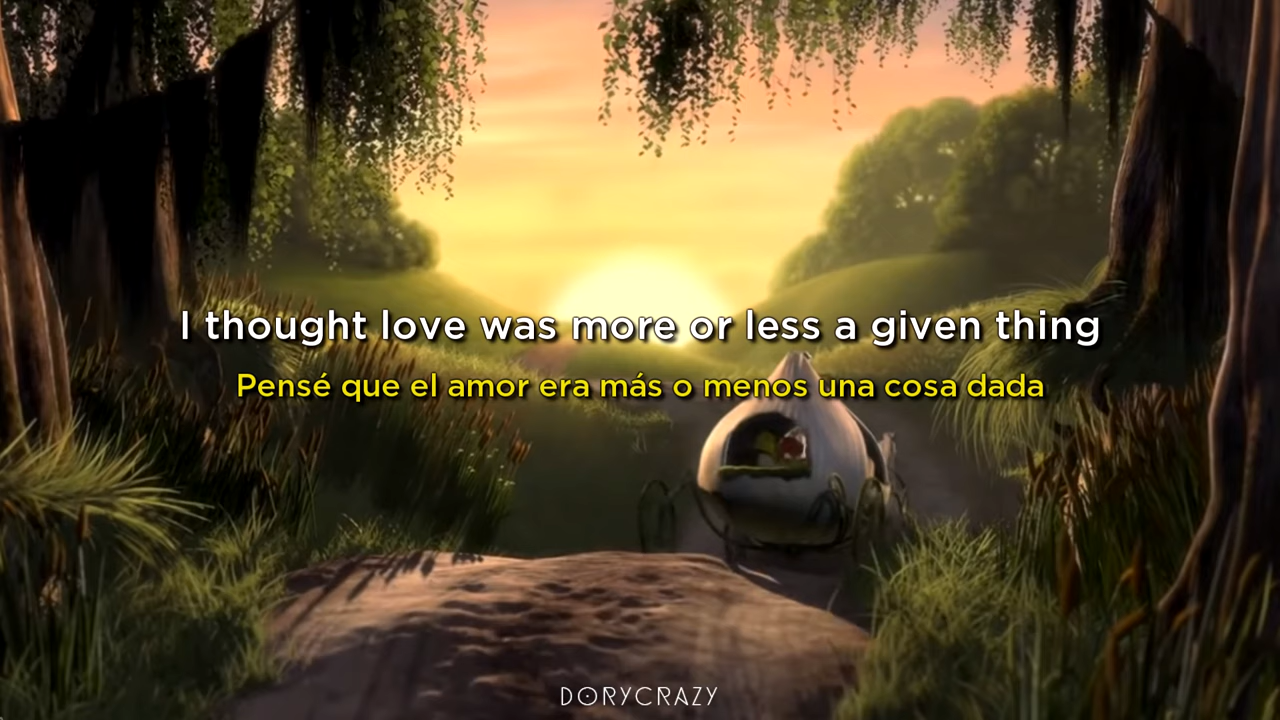 I thought love was more or less a given thing
Pensé que el amor era más o menos una cosa dada
DORYCRAZY